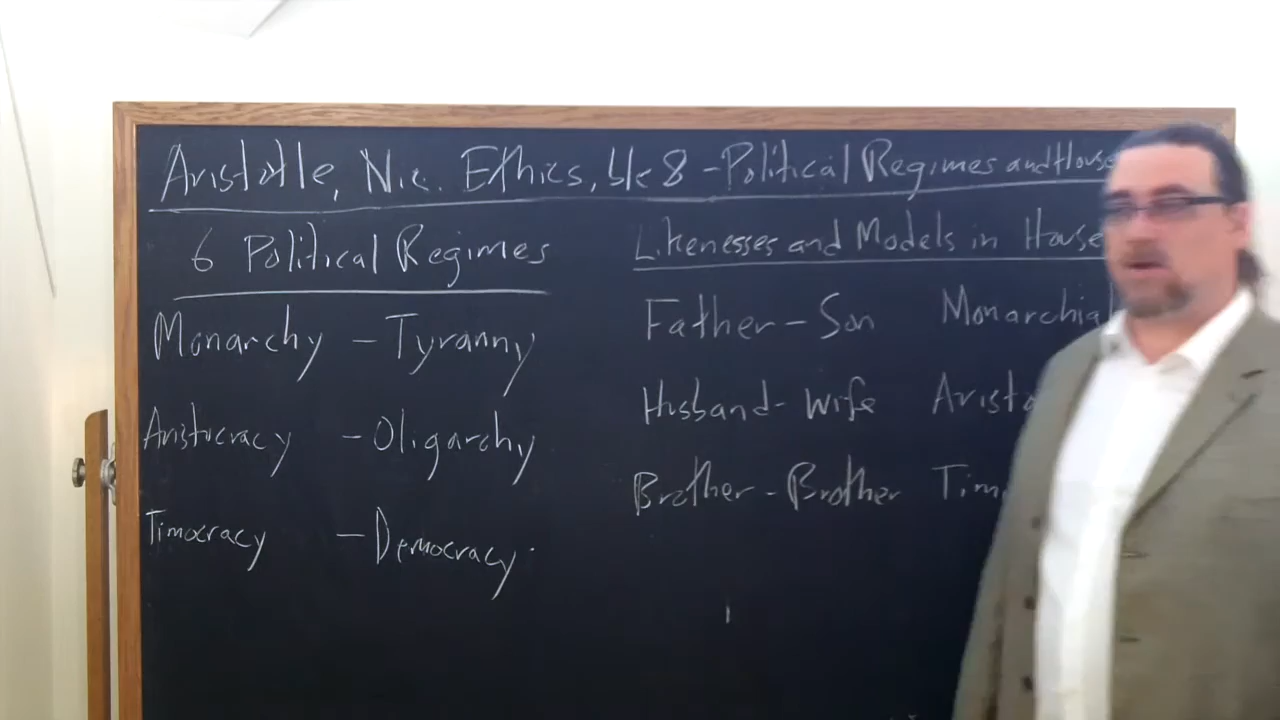 Aristotle, Nic. Ethics, bk 8 - Political Regimes and House
6 Political Regimes
Monarchy - Tyranny
Aristocracy - Oligarchy
Timocracy - Democracy
Likenesses and Models in House
Father - Son Monarchial
Husband - Wife Aristo
Brother - Brother Tim